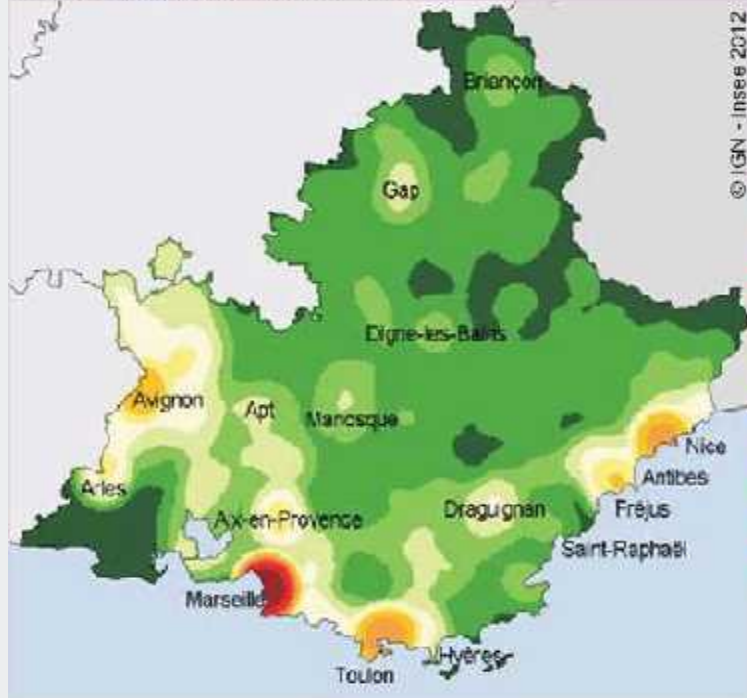 © IGN - Insee 2012
Briançon
Gap
Digne-les-Bains
Avignon
Apt
Manosque
Nice
Antibes
Arles
Aix-en-Provence
Draguignan
Fréjus
Saint-Raphaël
Marseille
Hyères
Toulon